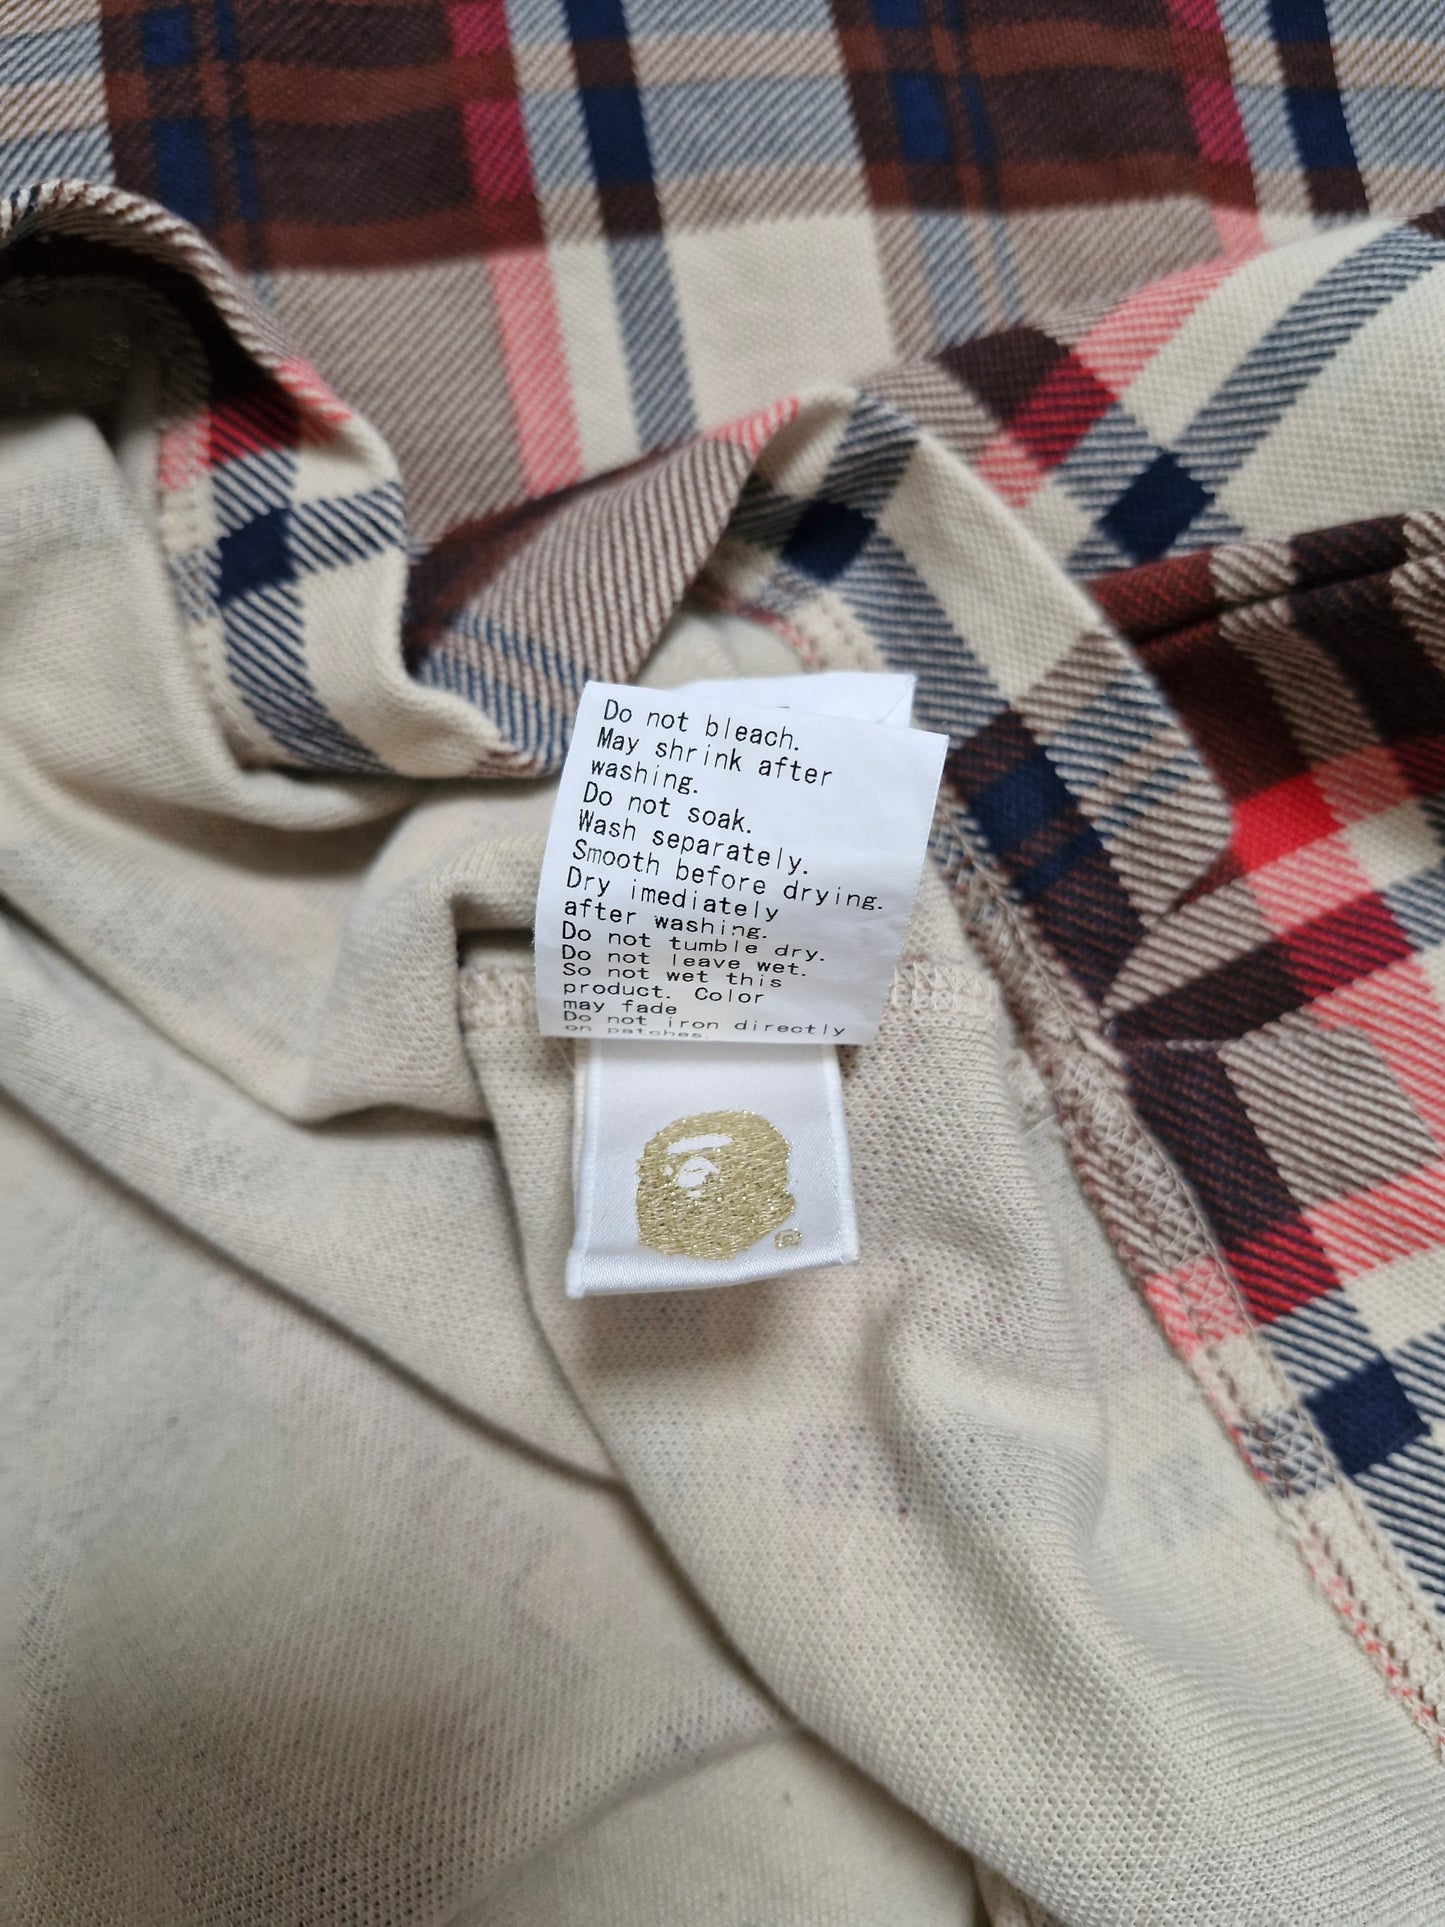 Do not bleach.
May shrink after
washing.
Do not soak.
Wash separately.
Smooth before drying.
Dry imediately
after washing.
Do not tumble dry.
Do not leave wet.
So not wet this
product. Color
may fade
Do not iron directly
on patches.